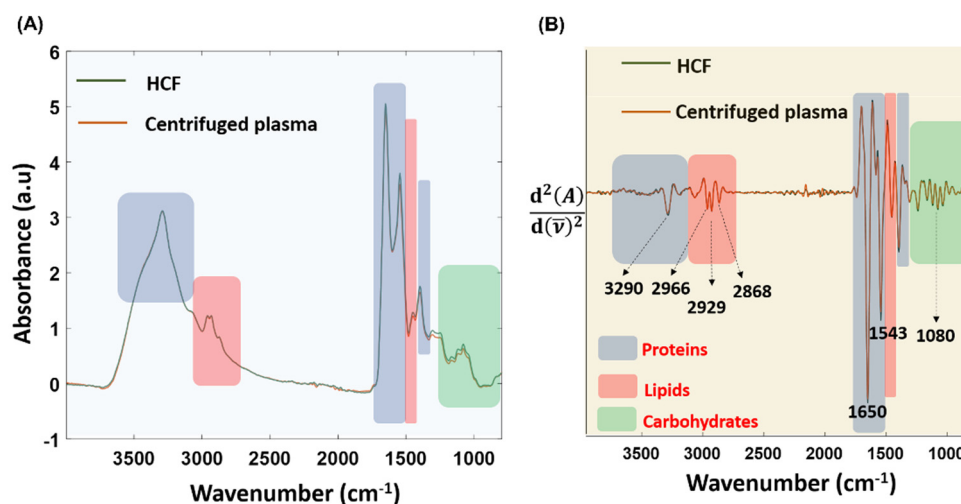 (A)
6
5
4
3
2
1
0
-1
Absorbance (a.u)
HCF
Centrifuged plasma
3500 3000 2500 2000 1500 1000
Wavenumber (cm⁻¹)
(B)
HCF
Centrifuged plasma
d²(A)
d(ν̅)²
3290 2966 2868
2929
1543 1080
1650
Proteins
Lipids
Carbohydrates
3500 3000 2500 2000 1500 1000
Wavenumber (cm⁻¹)